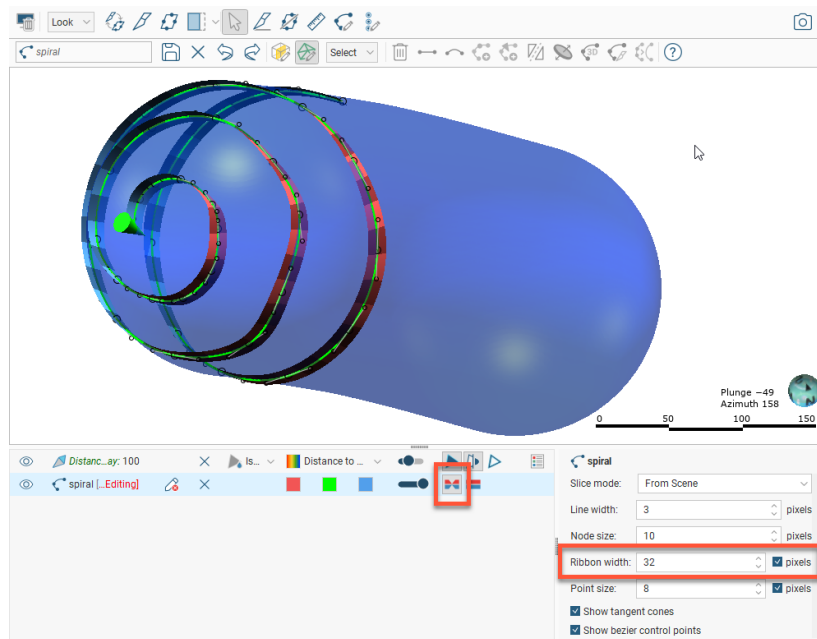 Look
spiral
Select
3D
?
Plunge −49
Azimuth 158
0 50 100 150
Distanc...ay: 100
Is...
Distance to ...
spiral [...Editing]
spiral
Slice mode: From Scene
Line width: 3 pixels
Node size: 10 pixels
Ribbon width: 32 pixels
Point size: 8 pixels
Show tangent cones
Show bezier control points